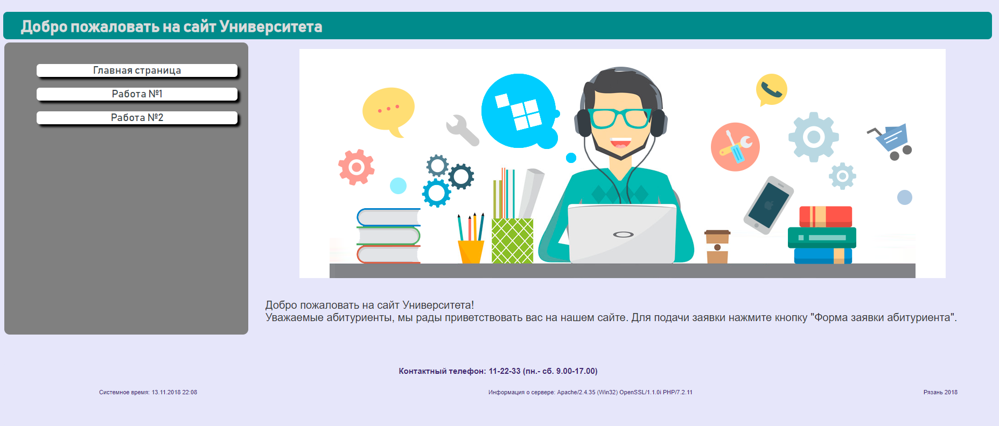 Добро пожаловать на сайт Университета
Главная страница
Работа №1
Работа №2
Добро пожаловать на сайт Университета!
Уважаемые абитуриенты, мы рады приветствовать вас на нашем сайте. Для подачи заявки нажмите кнопку "Форма заявки абитуриента".
Контактный телефон: 11-22-33 (пн.- сб. 9.00-17.00)
Системное время: 13.11.2018 22:08
Информация о сервере: Apache/2.4.35 (Win32) OpenSSL/1.1.0i PHP/7.2.11
Рязань 2018